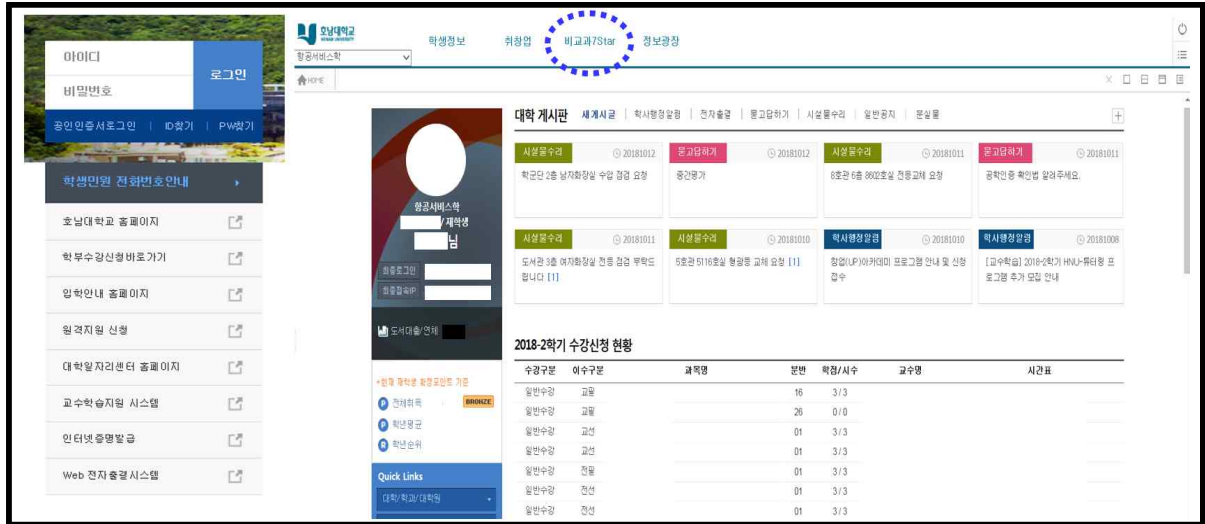 아이디
비밀번호
로그인
공인인증서로그인 | ID찾기 | PW찾기
학생민원 전화번호안내
호남대학교 홈페이지
학부수강신청바로가기
입학안내 홈페이지
원격지원 신청
대학일자리센터 홈페이지
교수학습지원 시스템
인터넷증명발급
Web 전자출결시스템
호남대학교
HONAM UNIVERSITY
학생정보 취창업 비교과7Star 정보광장
항공서비스학
HOME
항공서비스학
/ 재학생
님
최종로그인
최종접속IP
도서대출/연체
*현재 재학생 확정포인트 기준
전체취득 BRONZE
학년평균
학년순위
Quick Links
대학/학과/대학원
대학 게시판 새게시글 | 학사행정알림 | 전자출결 | 묻고답하기 | 시설물수리 | 일반공지 | 분실물
시설물수리 20181012
학군단 2층 남자화장실 수압 점검 요청
묻고답하기 20181012
중간평가
시설물수리 20181011
8호관 6층 8602호실 전등교체 요청
묻고답하기 20181011
공학인증 확인법 알려주세요.
시설물수리 20181011
도서관 3층 여자화장실 전등 점검 부탁드
립니다 [1]
시설물수리 20181010
5호관 5116호실 형광등 교체 요청 [1]
학사행정알림 20181010
창업(UP)아카데미 프로그램 안내 및 신청
접수
학사행정알림 20181008
[교수학습] 2018-2학기 HNU-튜터링 프
로그램 추가 모집 안내
2018-2학기 수강신청 현황
수강구분 이수구분 과목명 분반 학점/시수 교수명 시간표
일반수강 교필 16 3/3
일반수강 교필 26 0/0
일반수강 교선 01 3/3
일반수강 교선 01 3/3
일반수강 전필 01 3/3
일반수강 전선 01 3/3
일반수강 전선 01 3/3